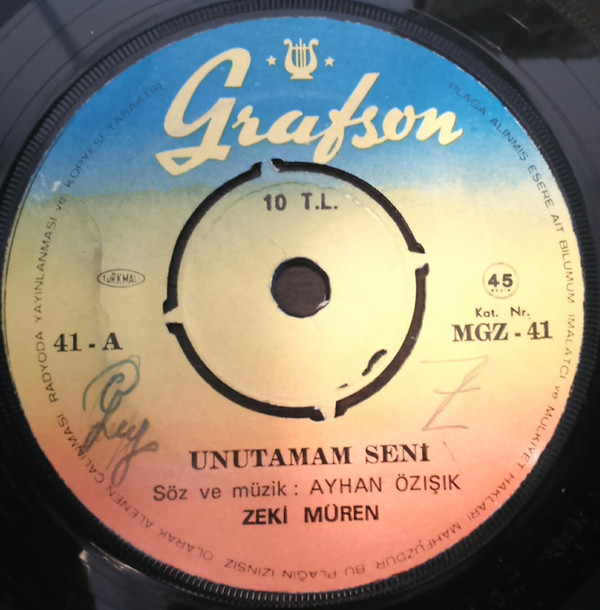 Grafson
10 T.L.
TÜRKMALI
45
41 - A
Kat. Nr.
MGZ - 41
UNUTAMAM SENİ
Söz ve müzik : AYHAN ÖZIŞIK
ZEKİ MÜREN
PLAĞA ALINMIŞ ESERE AİT BİLUMUM İMALATÇI ve MÜLKİYET HAKLARI MAHFUZDUR BU PLAĞIN İZİNSİZ OLARAK ALENEN ÇALINMASI RADYODA YAYINLANMASI ve KOPYESİ YASAKTIR